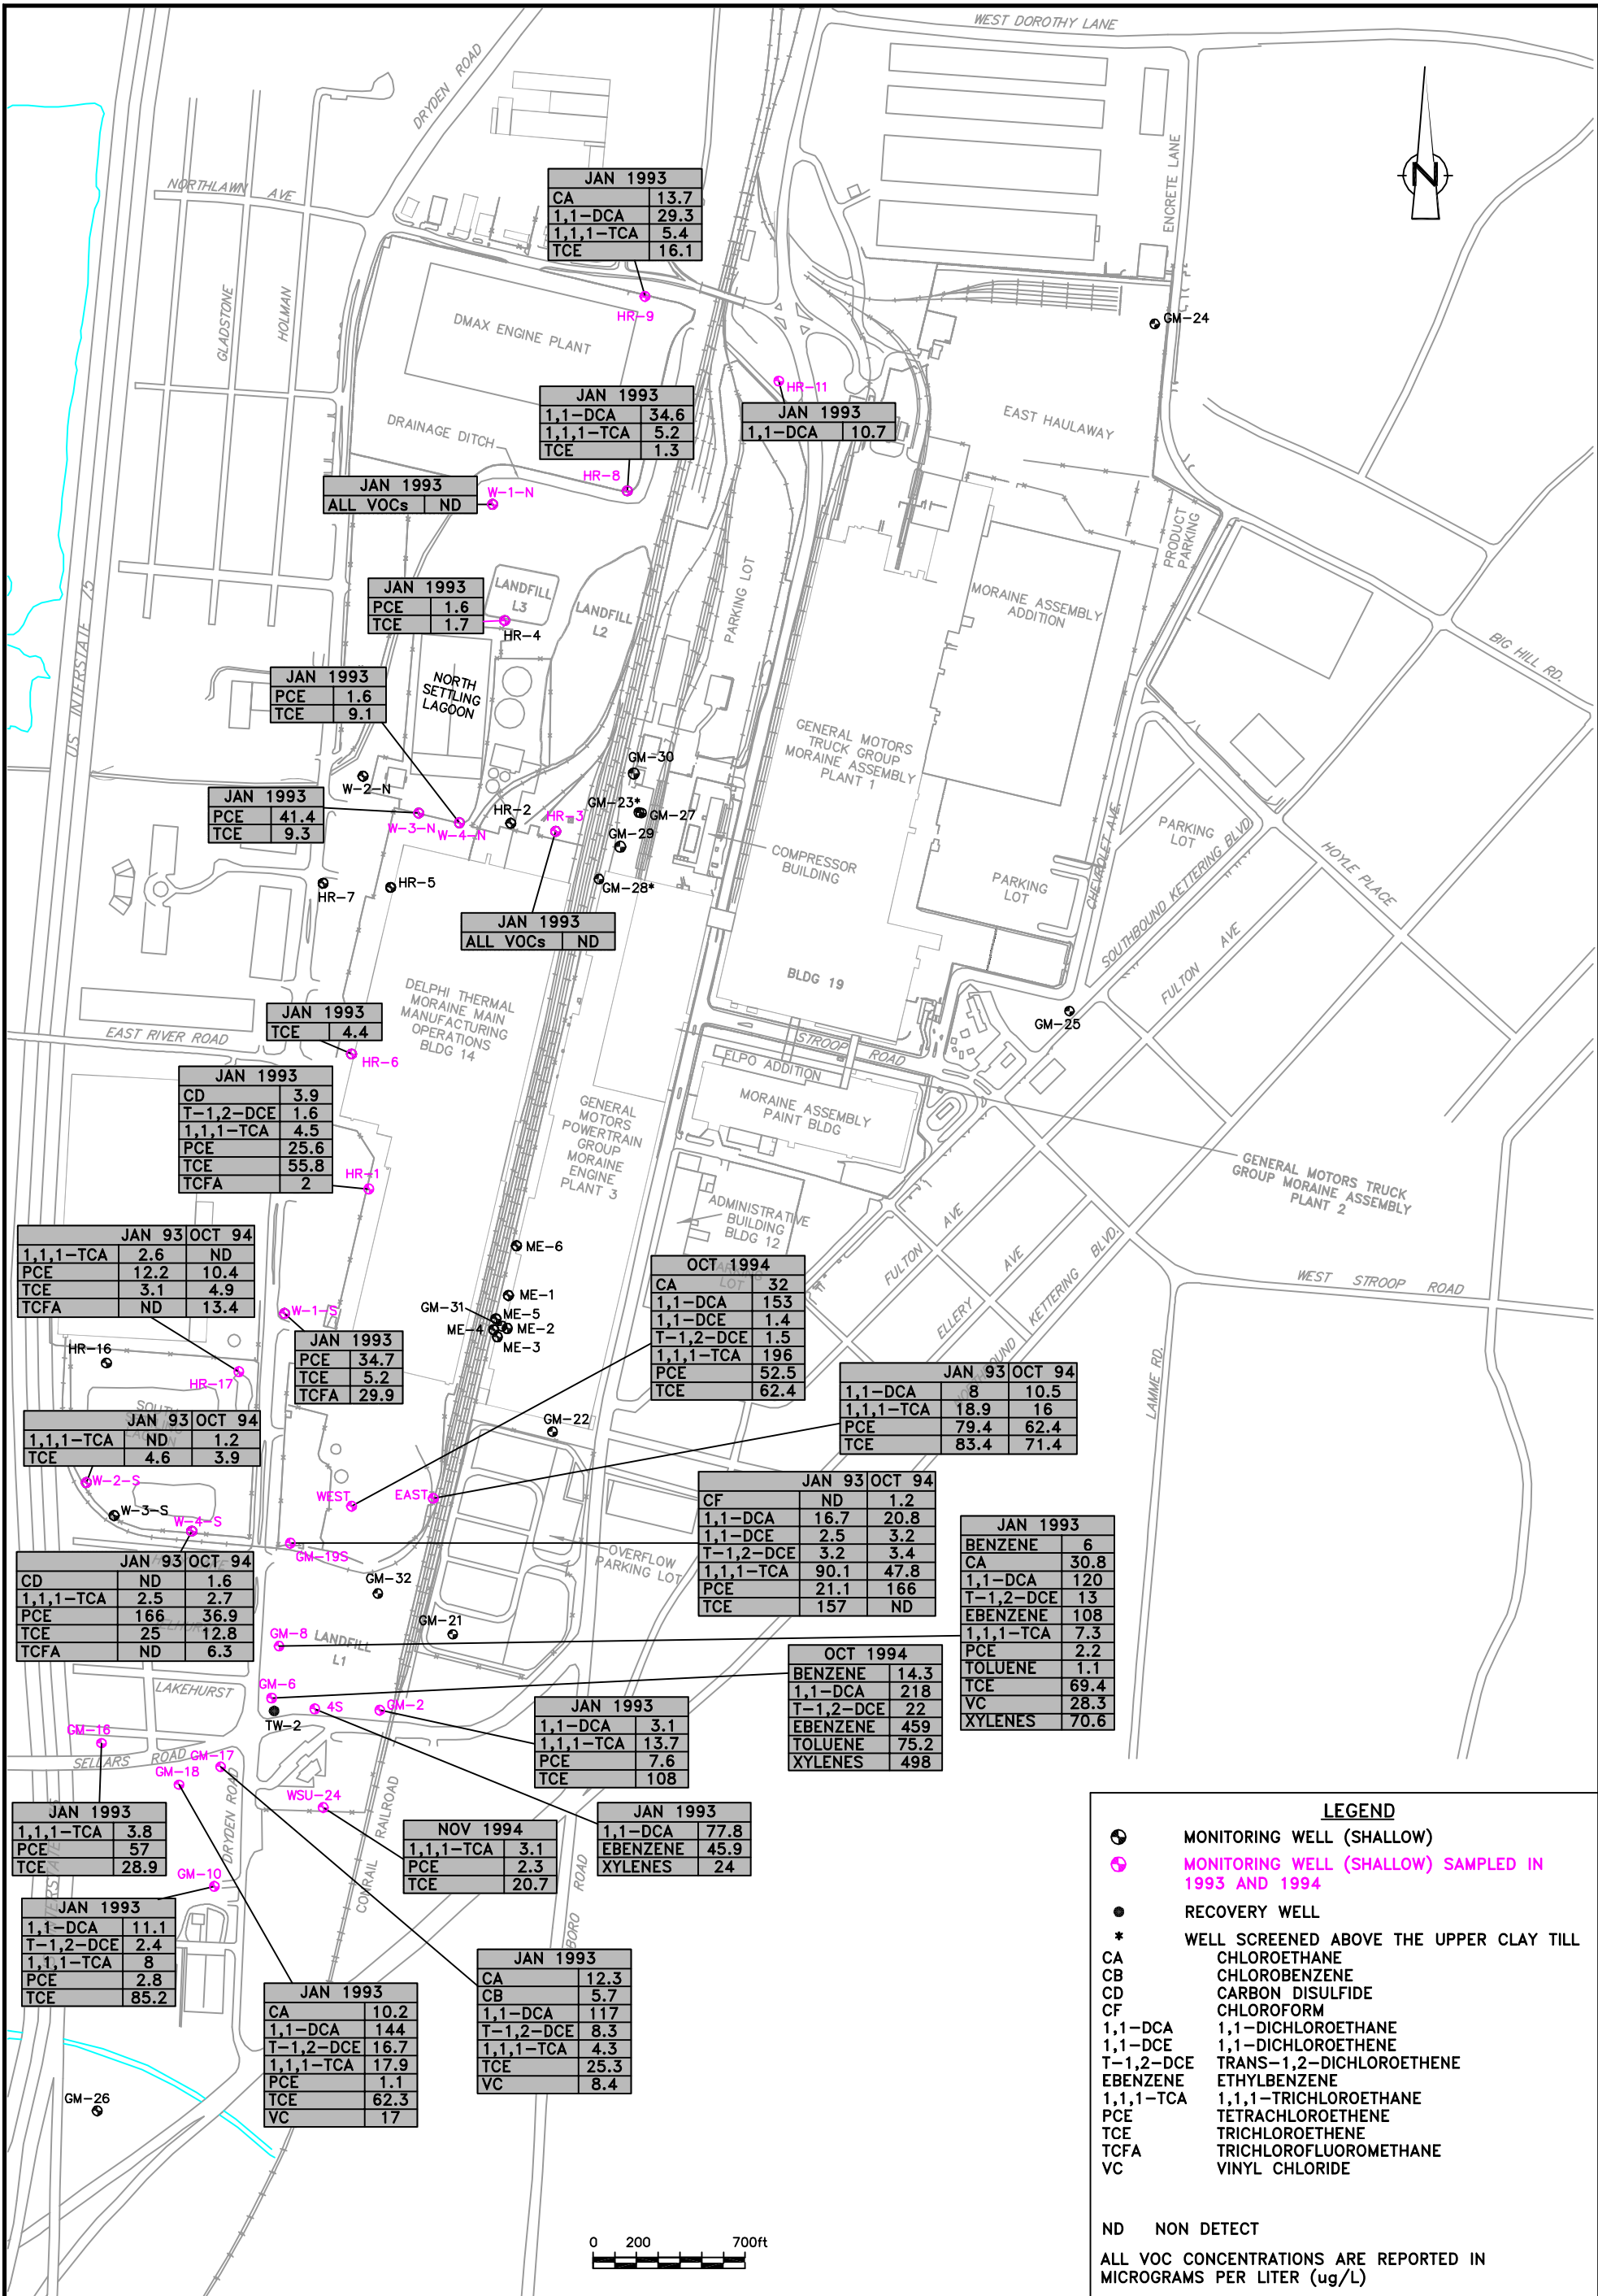 WEST DOROTHY LANE
DRYDEN ROAD
ENCRETE LANE
N
NORTHLAWN AVE
GLADSTONE
HOLMAN
JAN 1993
CA 13.7
1,1-DCA 29.3
1,1,1-TCA 5.4
TCE 16.1
HR-9
DMAX ENGINE PLANT
GM-24
HR-11
JAN 1993
1,1-DCA 10.7
EAST HAULAWAY
JAN 1993
1,1-DCA 34.6
1,1,1-TCA 5.2
TCE 1.3
HR-8
DRAINAGE DITCH
JAN 1993
ALL VOCs ND
W-1-N
PRODUCT
PARKING
PARKING LOT
MORAINE ASSEMBLY
ADDITION
BIG HILL RD.
US INTERSTATE 75
JAN 1993
PCE 1.6
TCE 1.7
LANDFILL
L3
HR-4
LANDFILL
L2
JAN 1993
PCE 1.6
TCE 9.1
NORTH
SETTLING
LAGOON
GENERAL MOTORS
TRUCK GROUP
MORAINE ASSEMBLY
PLANT 1
GM-30
W-2-N
JAN 1993
PCE 41.4
TCE 9.3
W-3-N
W-4-N
HR-2
HR-3
GM-23*
GM-27
GM-29
GM-28*
COMPRESSOR
BUILDING
CHEVROLET AVE.
PARKING
LOT
PARKING
LOT
SOUTHBOUND KETTERING BLVD.
HOYLE PLACE
HR-7
HR-5
JAN 1993
ALL VOCs ND
FULTON AVE
BLDG 19
DELPHI THERMAL
MORAINE MAIN
MANUFACTURING
OPERATIONS
BLDG 14
GM-25
JAN 1993
TCE 4.4
HR-6
EAST RIVER ROAD
STROOP ROAD
ELPO ADDITION
MORAINE ASSEMBLY
PAINT BLDG
JAN 1993
CD 3.9
T-1,2-DCE 1.6
1,1,1-TCA 4.5
PCE 25.6
TCE 55.8
TCFA 2
HR-1
GENERAL
MOTORS
POWERTRAIN
GROUP
MORAINE
ENGINE
PLANT 3
GENERAL MOTORS TRUCK
GROUP MORAINE ASSEMBLY
PLANT 2
ADMINISTRATIVE
BUILDING
BLDG 12
LOT
FULTON AVE
ELLERY AVE
KETTERING BLVD.
WEST STROOP ROAD
LAMME RD.
JAN 93 OCT 94
1,1,1-TCA 2.6 ND
PCE 12.2 10.4
TCE 3.1 4.9
TCFA ND 13.4
ME-6
ME-1
GM-31
ME-5
ME-4
ME-2
ME-3
OCT 1994
CA 32
1,1-DCA 153
1,1-DCE 1.4
T-1,2-DCE 1.5
1,1,1-TCA 196
PCE 52.5
TCE 62.4
W-1-S
JAN 1993
PCE 34.7
TCE 5.2
TCFA 29.9
HR-16
HR-17
JAN 93 OCT 94
1,1-DCA 8 10.5
1,1,1-TCA 18.9 16
PCE 79.4 62.4
TCE 83.4 71.4
JAN 93 OCT 94
1,1,1-TCA ND 1.2
TCE 4.6 3.9
GM-22
W-2-S
W-3-S
W-4-S
WEST
EAST
GM-19S
JAN 93 OCT 94
CF ND 1.2
1,1-DCA 16.7 20.8
1,1-DCE 2.5 3.2
T-1,2-DCE 3.2 3.4
1,1,1-TCA 90.1 47.8
PCE 21.1 166
TCE 157 ND
OVERFLOW
PARKING LOT
JAN 93 OCT 94
CD ND 1.6
1,1,1-TCA 2.5 2.7
PCE 166 36.9
TCE 25 12.8
TCFA ND 6.3
JAN 1993
BENZENE 6
CA 30.8
1,1-DCA 120
T-1,2-DCE 13
EBENZENE 108
1,1,1-TCA 7.3
PCE 2.2
TOLUENE 1.1
TCE 69.4
VC 28.3
XYLENES 70.6
GM-32
GM-21
GM-8
LANDFILL
L1
OCT 1994
BENZENE 14.3
1,1-DCA 218
T-1,2-DCE 22
EBENZENE 459
TOLUENE 75.2
XYLENES 498
LAKEHURST
GM-6
TW-2
4S
GM-2
JAN 1993
1,1-DCA 3.1
1,1,1-TCA 13.7
PCE 7.6
TCE 108
GM-16
SELLARS ROAD
GM-17
GM-18
WSU-24
DRYDEN ROAD
CONRAIL RAILROAD
JAN 1993
1,1,1-TCA 3.8
PCE 57
TCE 28.9
NOV 1994
1,1,1-TCA 3.1
PCE 2.3
TCE 20.7
JAN 1993
1,1-DCA 77.8
EBENZENE 45.9
XYLENES 24
GM-10
JAN 1993
1,1-DCA 11.1
T-1,2-DCE 2.4
1,1,1-TCA 8
PCE 2.8
TCE 85.2
BORO ROAD
JAN 1993
CA 10.2
1,1-DCA 144
T-1,2-DCE 16.7
1,1,1-TCA 17.9
PCE 1.1
TCE 62.3
VC 17
JAN 1993
CA 12.3
CB 5.7
1,1-DCA 117
T-1,2-DCE 8.3
1,1,1-TCA 4.3
TCE 25.3
VC 8.4
GM-26
0 200 700ft
LEGEND
MONITORING WELL (SHALLOW)
MONITORING WELL (SHALLOW) SAMPLED IN
1993 AND 1994
RECOVERY WELL
* WELL SCREENED ABOVE THE UPPER CLAY TILL
CA CHLOROETHANE
CB CHLOROBENZENE
CD CARBON DISULFIDE
CF CHLOROFORM
1,1-DCA 1,1-DICHLOROETHANE
1,1-DCE 1,1-DICHLOROETHENE
T-1,2-DCE TRANS-1,2-DICHLOROETHENE
EBENZENE ETHYLBENZENE
1,1,1-TCA 1,1,1-TRICHLOROETHANE
PCE TETRACHLOROETHENE
TCE TRICHLOROETHENE
TCFA TRICHLOROFLUOROMETHANE
VC VINYL CHLORIDE
ND NON DETECT
ALL VOC CONCENTRATIONS ARE REPORTED IN
MICROGRAMS PER LITER (ug/L)